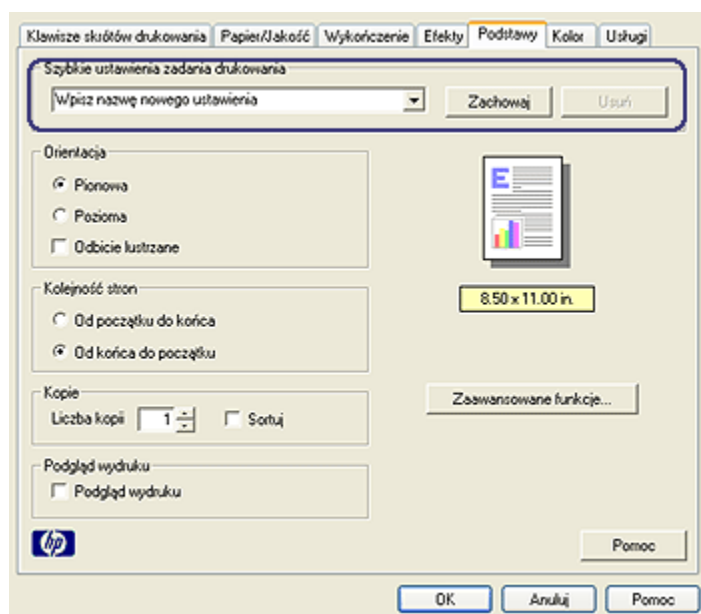 Klawisze skrótów drukowania Papier/Jakość Wykończenie Efekty Podstawy Kolor Usługi
Szybkie ustawienia zadania drukowania
Wpisz nazwę nowego ustawienia Zachowaj Usuń
Orientacja
Pionowa
Pozioma
Odbicie lustrzane
E
8.50 x 11.00 in.
Kolejność stron
Od początku do końca
Od końca do początku
Kopie
Liczba kopii 1 Sortuj
Zaawansowane funkcje...
Podgląd wydruku
Podgląd wydruku
hp
Pomoc
OK Anuluj Pomoc